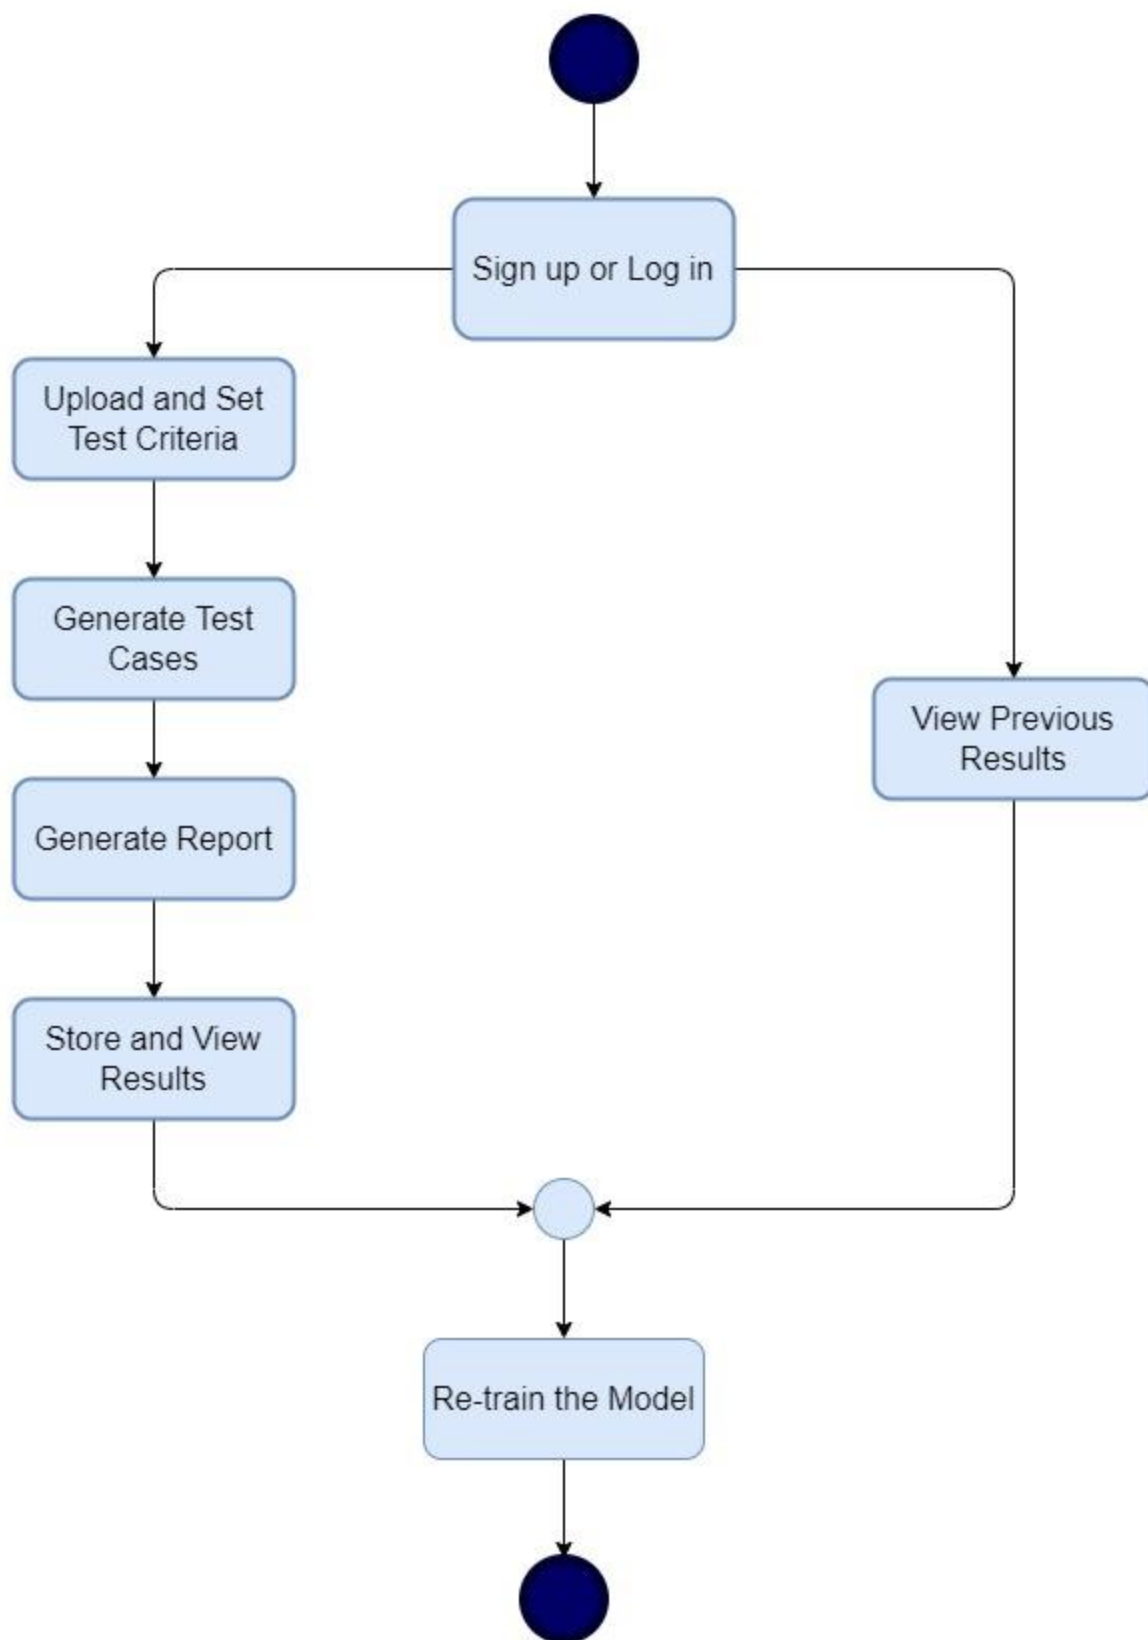 Sign up or Log in
Upload and Set
Test Criteria
Generate Test
Cases
View Previous
Results
Generate Report
Store and View
Results
Re-train the Model